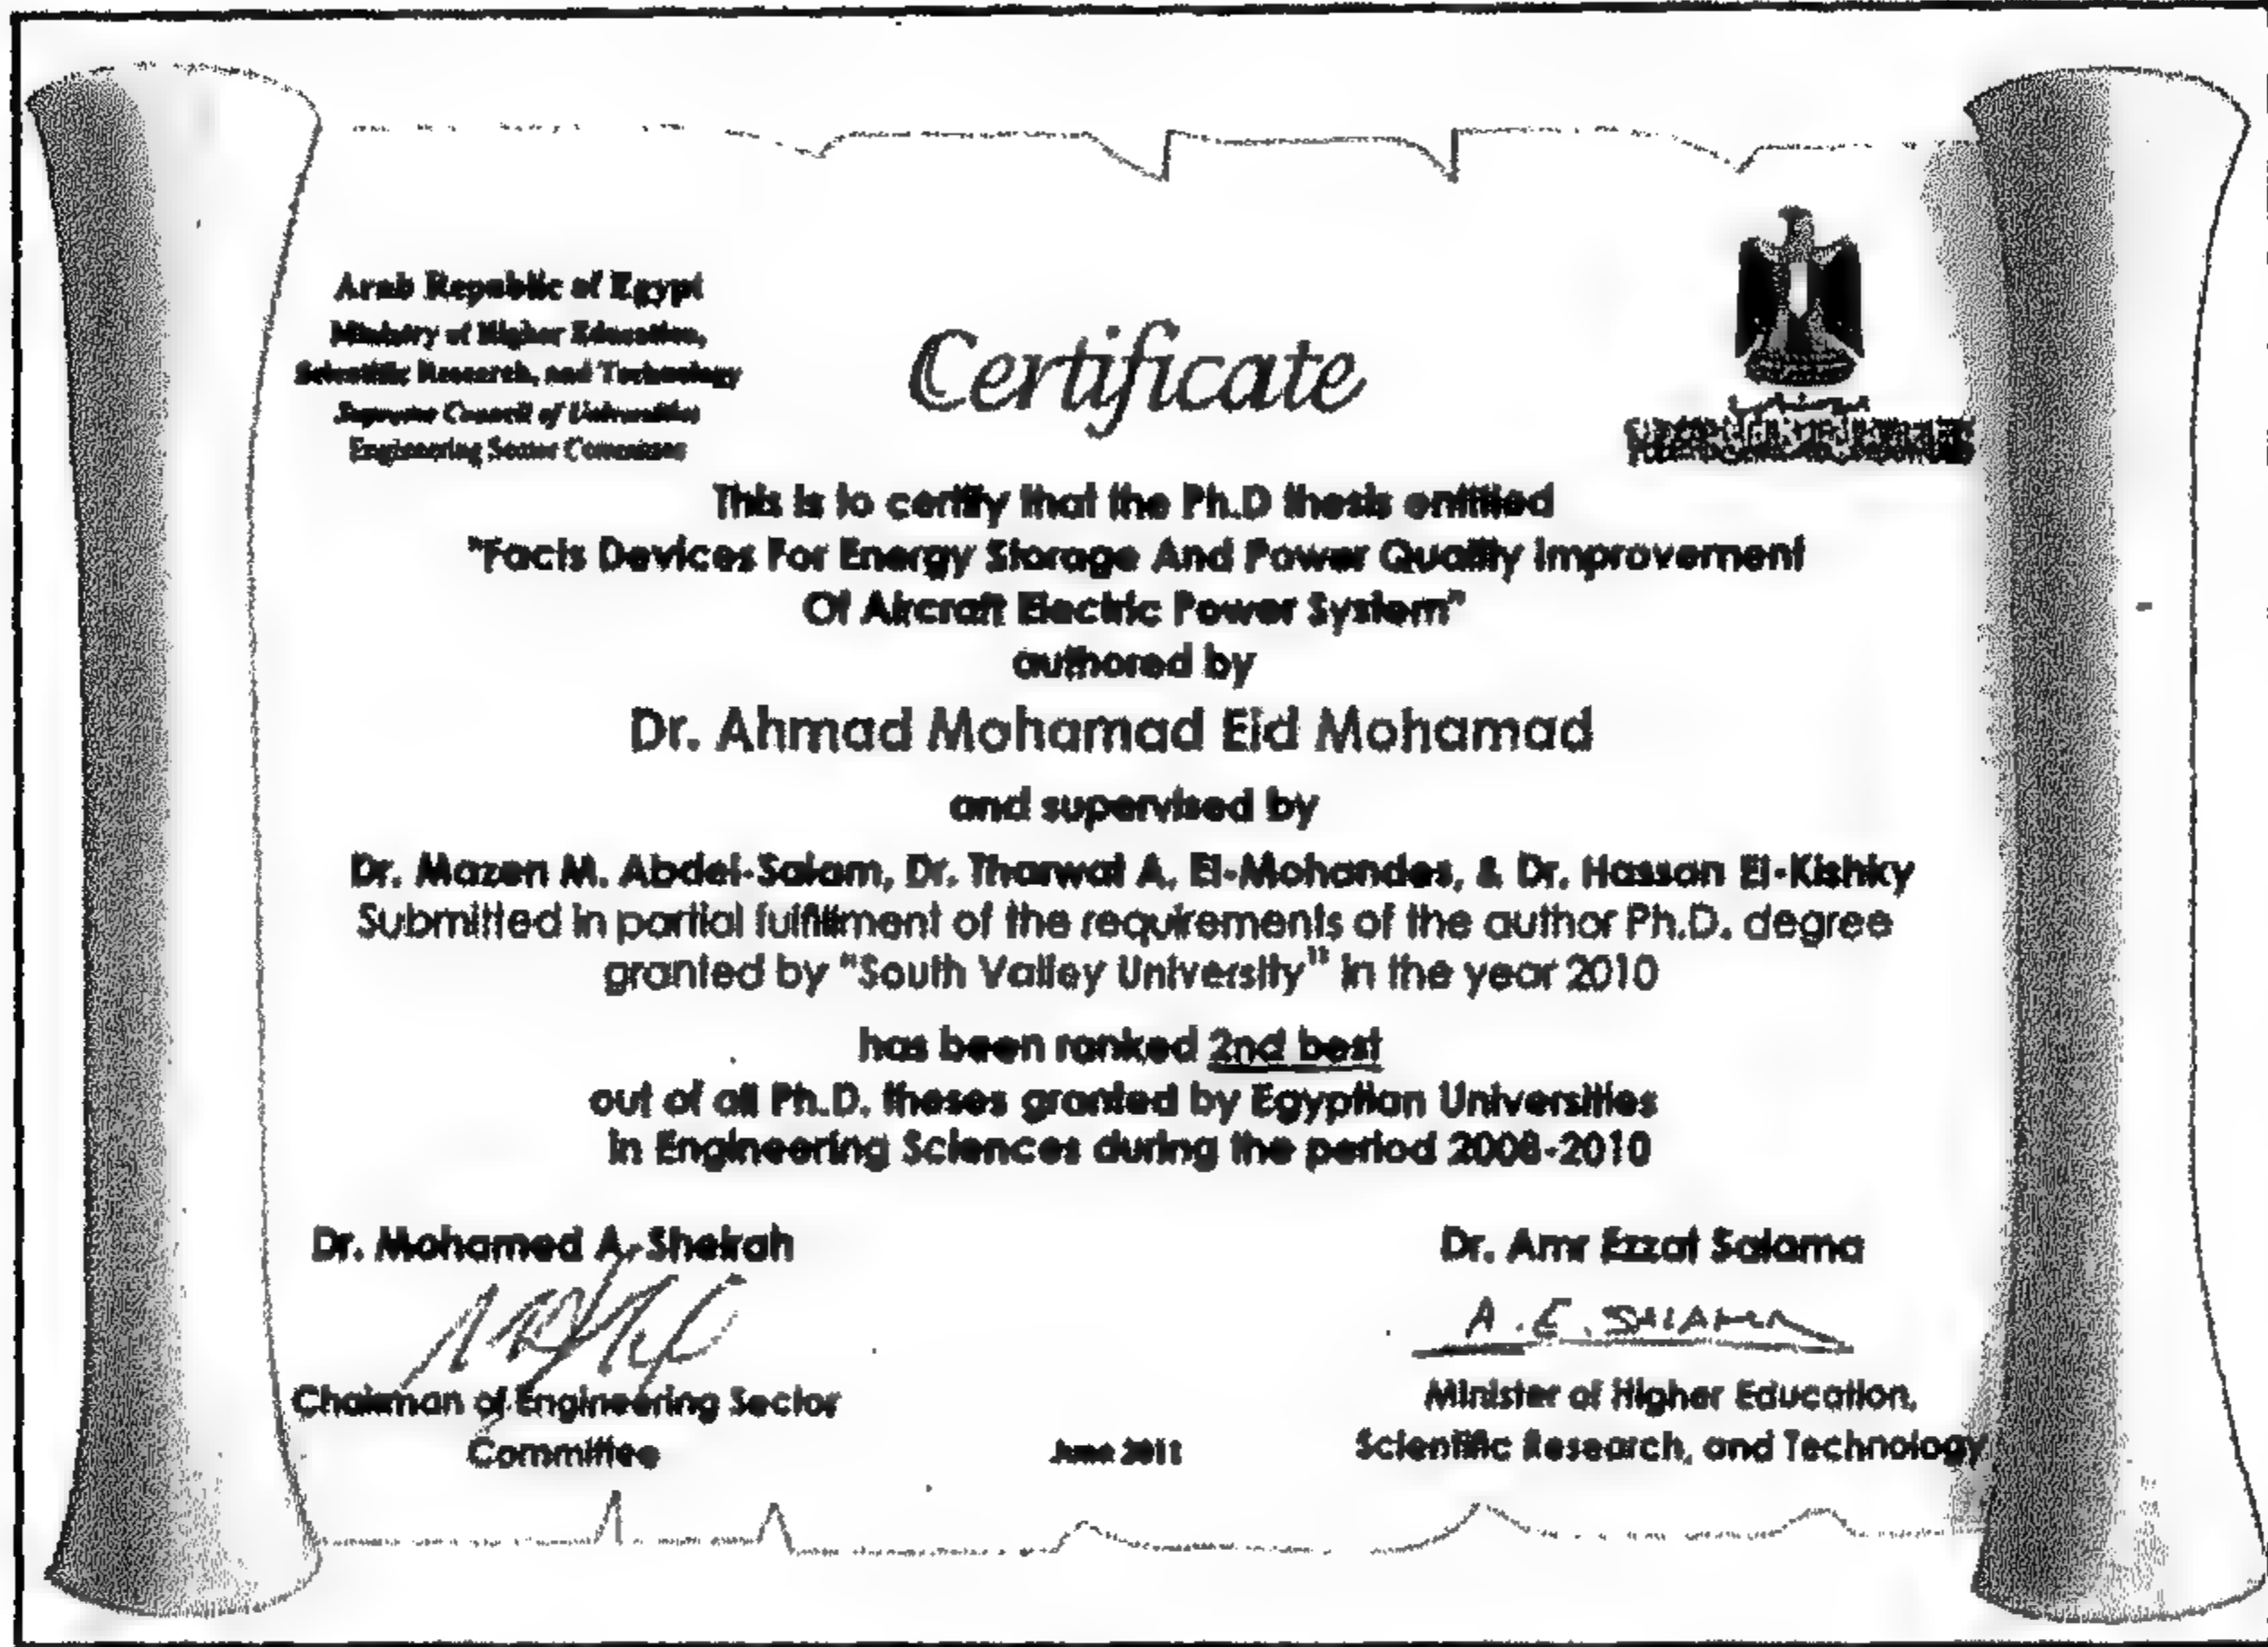 Arab Republic of Egypt
Ministry of Higher Education,
Scientific Research, and Technology
Supreme Council of Universities
Engineering Sector Committee
Certificate
This is to certify that the Ph.D thesis entitled
"Facts Devices For Energy Storage And Power Quality Improvement
Of Aircraft Electric Power System"
authored by
Dr. Ahmad Mohamad Eid Mohamad
and supervised by
Dr. Mazen M. Abdel-Salam, Dr. Tharwat A. El-Mohandes, & Dr. Hassan El-Kishky
Submitted in partial fulfillment of the requirements of the author Ph.D. degree
granted by "South Valley University" in the year 2010
has been ranked 2nd best
out of all Ph.D. theses granted by Egyptian Universities
in Engineering Sciences during the period 2008-2010
Dr. Mohamed A. Sheirah
Dr. Amr Ezzat Salama
A.E. SALAMA
Chairman of Engineering Sector
Committee
Minister of Higher Education,
Scientific Research, and Technology
June 2011